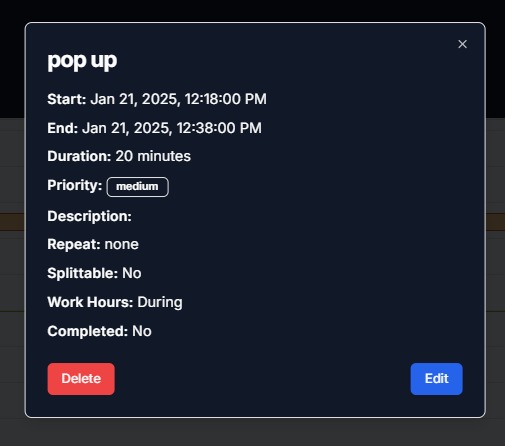 pop up
Start: Jan 21, 2025, 12:18:00 PM
End: Jan 21, 2025, 12:38:00 PM
Duration: 20 minutes
Priority: medium
Description:
Repeat: none
Splittable: No
Work Hours: During
Completed: No
Delete
Edit